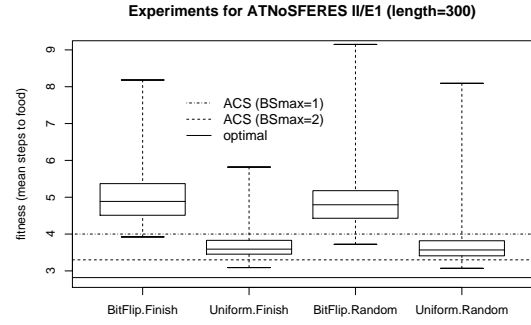 Experiments for ATNoSFERES II/E1 (length=300)
fitness (mean steps to food)
9
8
7
6
5
4
3
ACS (BSmax=1)
ACS (BSmax=2)
optimal
BitFlip.Finish
Uniform.Finish
BitFlip.Random
Uniform.Random